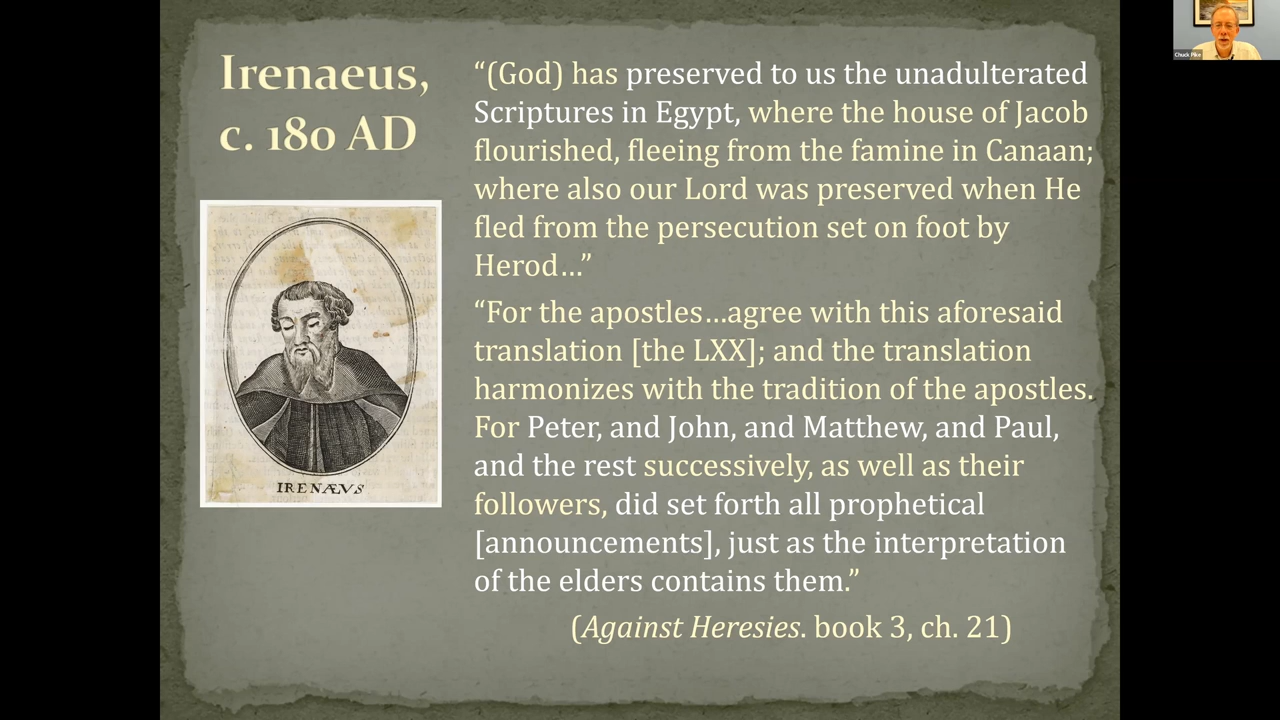 Irenaeus,
c. 180 AD
IRENÆVS
“(God) has preserved to us the unadulterated
Scriptures in Egypt, where the house of Jacob
flourished, fleeing from the famine in Canaan;
where also our Lord was preserved when He
fled from the persecution set on foot by
Herod…”
“For the apostles…agree with this aforesaid
translation [the LXX]; and the translation
harmonizes with the tradition of the apostles.
For Peter, and John, and Matthew, and Paul,
and the rest successively, as well as their
followers, did set forth all prophetical
[announcements], just as the interpretation
of the elders contains them.”
(Against Heresies. book 3, ch. 21)
Chuck Pike